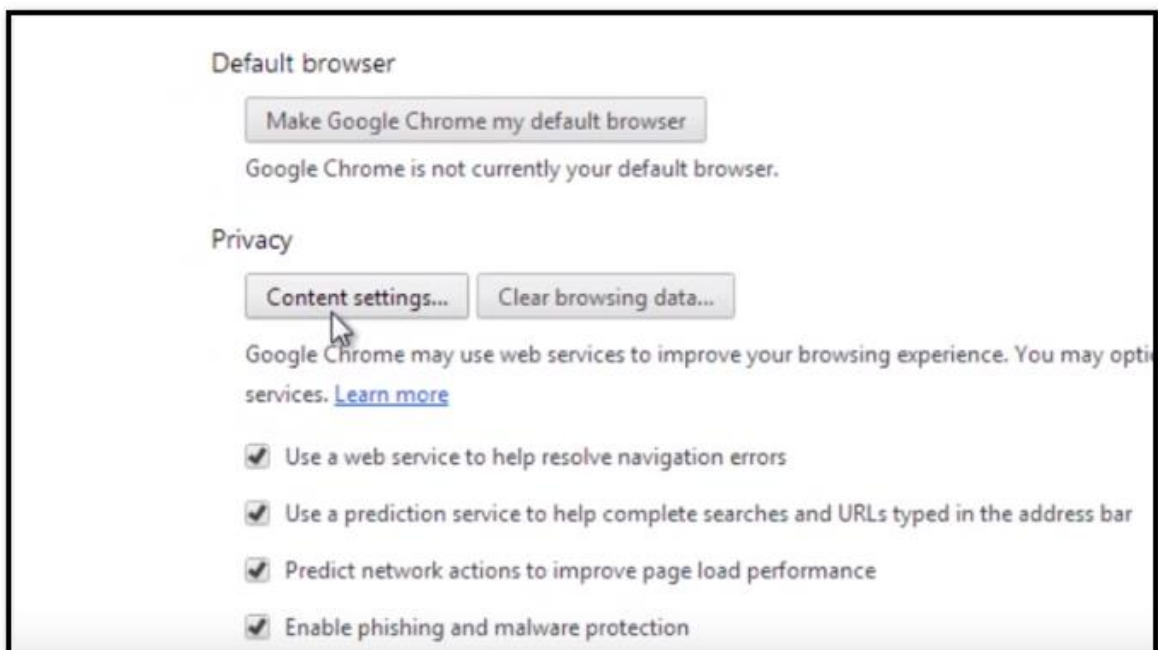 Default browser
Make Google Chrome my default browser
Google Chrome is not currently your default browser.
Privacy
Content settings... Clear browsing data...
Google Chrome may use web services to improve your browsing experience. You may opti
services. Learn more
Use a web service to help resolve navigation errors
Use a prediction service to help complete searches and URLs typed in the address bar
Predict network actions to improve page load performance
Enable phishing and malware protection